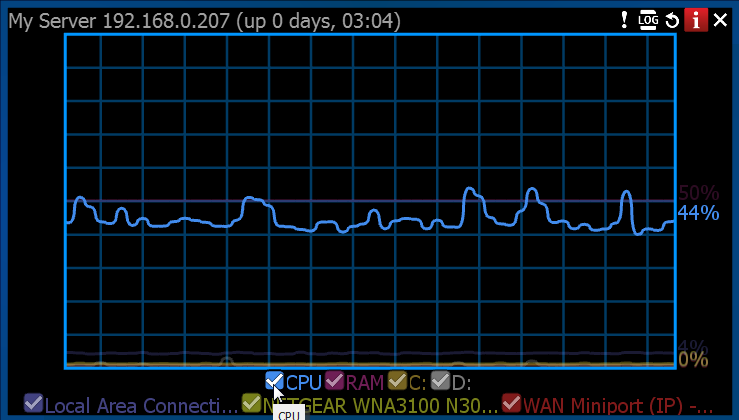 My Server 192.168.0.207 (up 0 days, 03:04) ! LOG i
50%
44%
4%
0%
CPU RAM C: D:
Local Area Connecti... NETGEAR WNA3100 N30... WAN Miniport (IP) -...
CPU